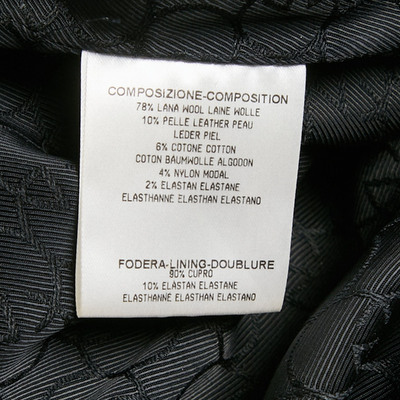 COMPOSIZIONE-COMPOSITION
78% LANA WOOL LAINE WOLLE
10% PELLE LEATHER PEAU
LEDER PIEL
6% COTONE COTTON
COTON BAUMWOLLE ALGODON
4% NYLON MODAL
2% ELASTAN ELASTANE
ELASTHANNE ELASTHAN ELASTANO
FODERA-LINING-DOUBLURE
90% CUPRO
10% ELASTAN ELASTANE
ELASTHANNE ELASTHAN ELASTANO